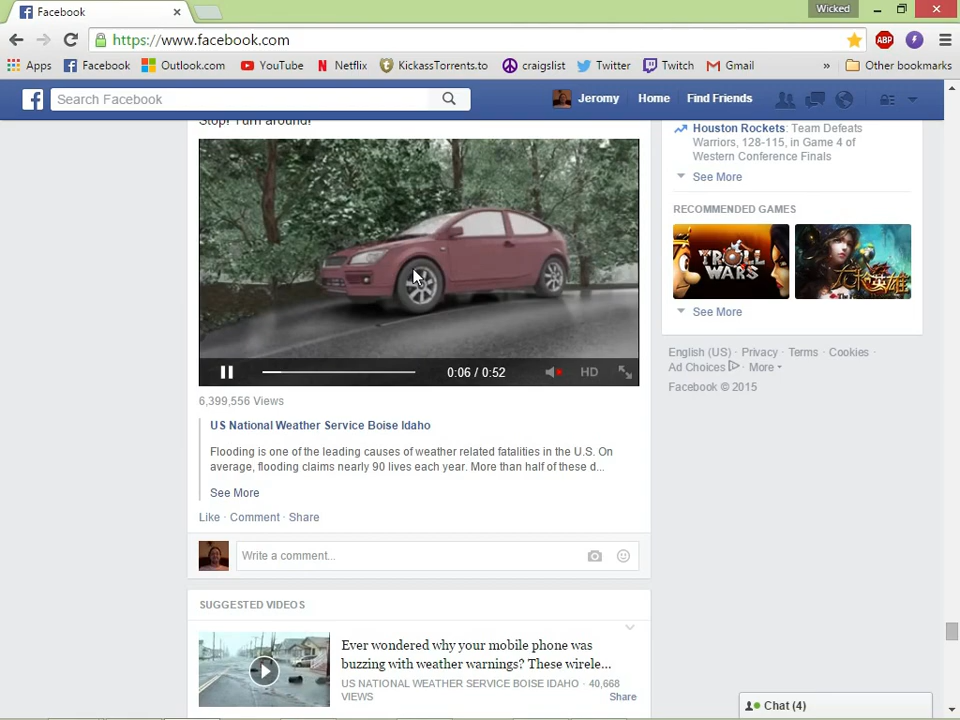 Facebook
Wicked
https://www.facebook.com
ABP
Apps
Facebook
Outlook.com
YouTube
Netflix
KickassTorrents.to
craigslist
Twitter
Twitch
Gmail
»
Other bookmarks
Search Facebook
Jeromy
Home
Find Friends
Stop! Turn around!
0:06 / 0:52
HD
6,399,556 Views
US National Weather Service Boise Idaho
Flooding is one of the leading causes of weather related fatalities in the U.S. On
average, flooding claims nearly 90 lives each year. More than half of these d...
See More
Like · Comment · Share
Write a comment...
SUGGESTED VIDEOS
Ever wondered why your mobile phone was
buzzing with weather warnings? These wirele...
US NATIONAL WEATHER SERVICE BOISE IDAHO · 40,668
VIEWS
Share
Houston Rockets: Team Defeats
Warriors, 128-115, in Game 4 of
Western Conference Finals
See More
RECOMMENDED GAMES
TROLL
WARS
See More
English (US) · Privacy · Terms · Cookies ·
Ad Choices · More
Facebook © 2015
Chat (4)